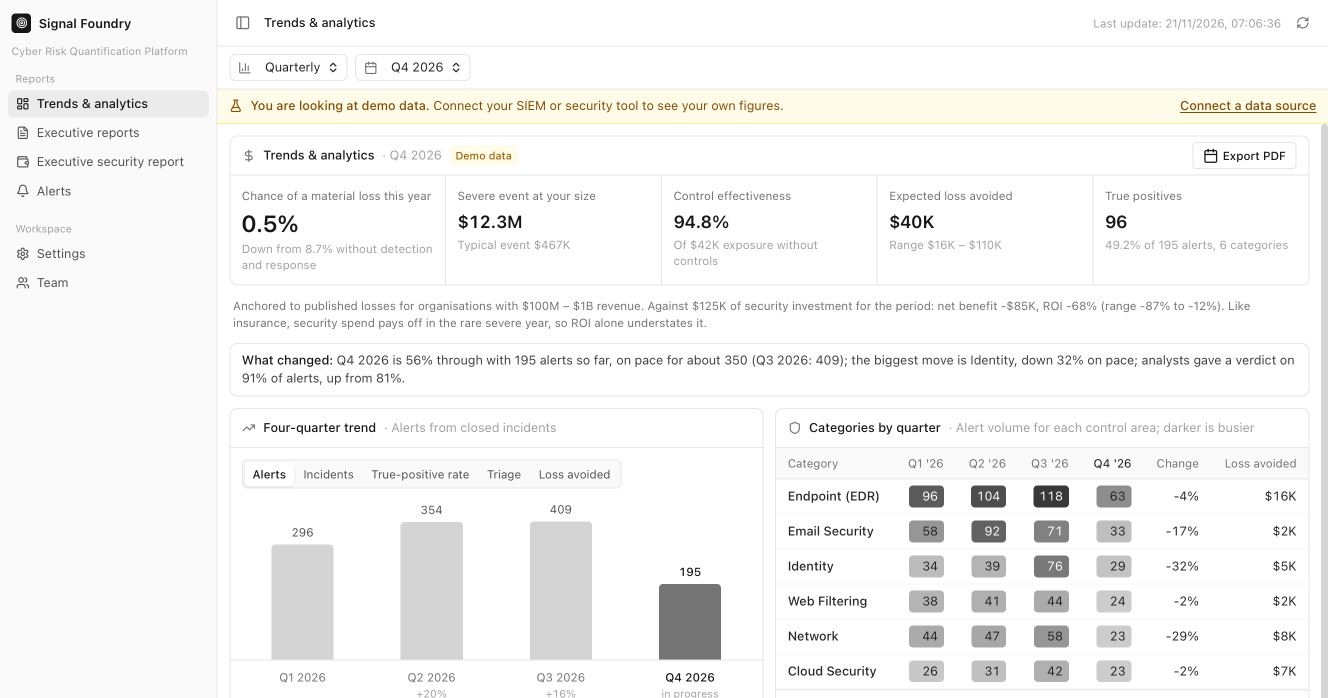 Signal Foundry
Cyber Risk Quantification Platform
Reports
Trends & analytics
Executive reports
Executive security report
Alerts
Workspace
Settings
Team
Trends & analytics
Last update: 21/11/2026, 07:06:36
Quarterly
Q4 2026
You are looking at demo data. Connect your SIEM or security tool to see your own figures.
Connect a data source
Trends & analytics · Q4 2026 Demo data
Export PDF
Chance of a material loss this year
0.5%
Down from 8.7% without detection
and response
Severe event at your size
$12.3M
Typical event $467K
Control effectiveness
94.8%
Of $42K exposure without
controls
Expected loss avoided
$40K
Range $16K – $110K
True positives
96
49.2% of 195 alerts, 6 categories
Anchored to published losses for organisations with $100M – $1B revenue. Against $125K of security investment for the period: net benefit -$85K, ROI -68% (range -87% to -12%). Like
insurance, security spend pays off in the rare severe year, so ROI alone understates it.
What changed: Q4 2026 is 56% through with 195 alerts so far, on pace for about 350 (Q3 2026: 409); the biggest move is Identity, down 32% on pace; analysts gave a verdict on
91% of alerts, up from 81%.
Four-quarter trend · Alerts from closed incidents
Alerts Incidents True-positive rate Triage Loss avoided
296
354
409
195
Q1 2026
Q2 2026
+20%
Q3 2026
+16%
Q4 2026
in progress
Categories by quarter · Alert volume for each control area; darker is busier
Category Q1 '26 Q2 '26 Q3 '26 Q4 '26 Change Loss avoided
Endpoint (EDR) 96 104 118 63 -4% $16K
Email Security 58 92 71 33 -17% $2K
Identity 34 39 76 29 -32% $5K
Web Filtering 38 41 44 24 -2% $2K
Network 44 47 58 23 -29% $8K
Cloud Security 26 31 42 23 -2% $7K